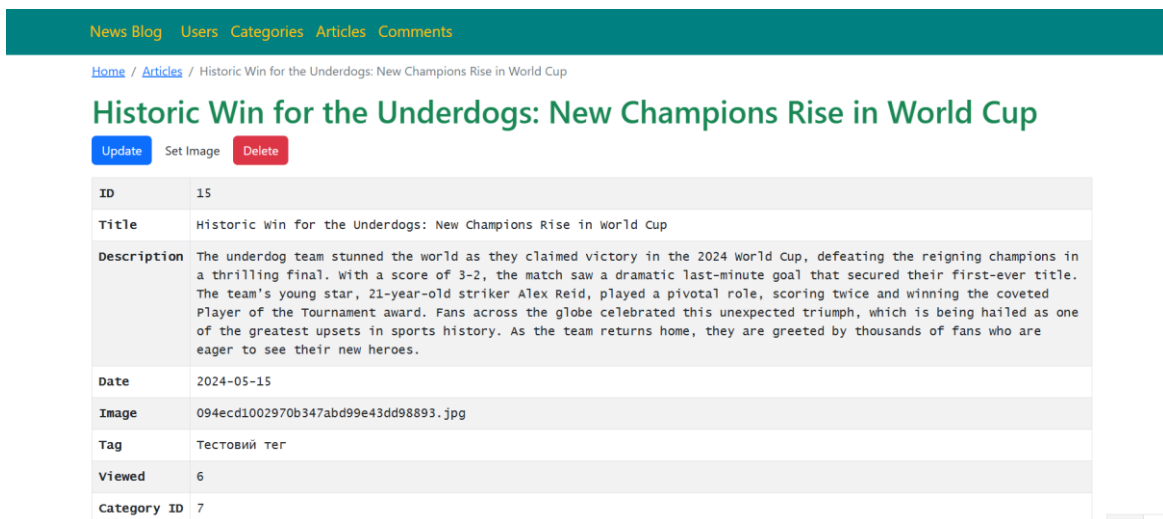 News Blog Users Categories Articles Comments
Home / Articles / Historic Win for the Underdogs: New Champions Rise in World Cup
Historic Win for the Underdogs: New Champions Rise in World Cup
Update Set Image Delete
ID 15
Title Historic Win for the Underdogs: New Champions Rise in World Cup
Description The underdog team stunned the world as they claimed victory in the 2024 World Cup, defeating the reigning champions in
a thrilling final. With a score of 3-2, the match saw a dramatic last-minute goal that secured their first-ever title.
The team's young star, 21-year-old striker Alex Reid, played a pivotal role, scoring twice and winning the coveted
Player of the Tournament award. Fans across the globe celebrated this unexpected triumph, which is being hailed as one
of the greatest upsets in sports history. As the team returns home, they are greeted by thousands of fans who are
eager to see their new heroes.
Date 2024-05-15
Image 094ecd1002970b347abd99e43dd98893.jpg
Tag Тестовий тег
Viewed 6
Category ID 7